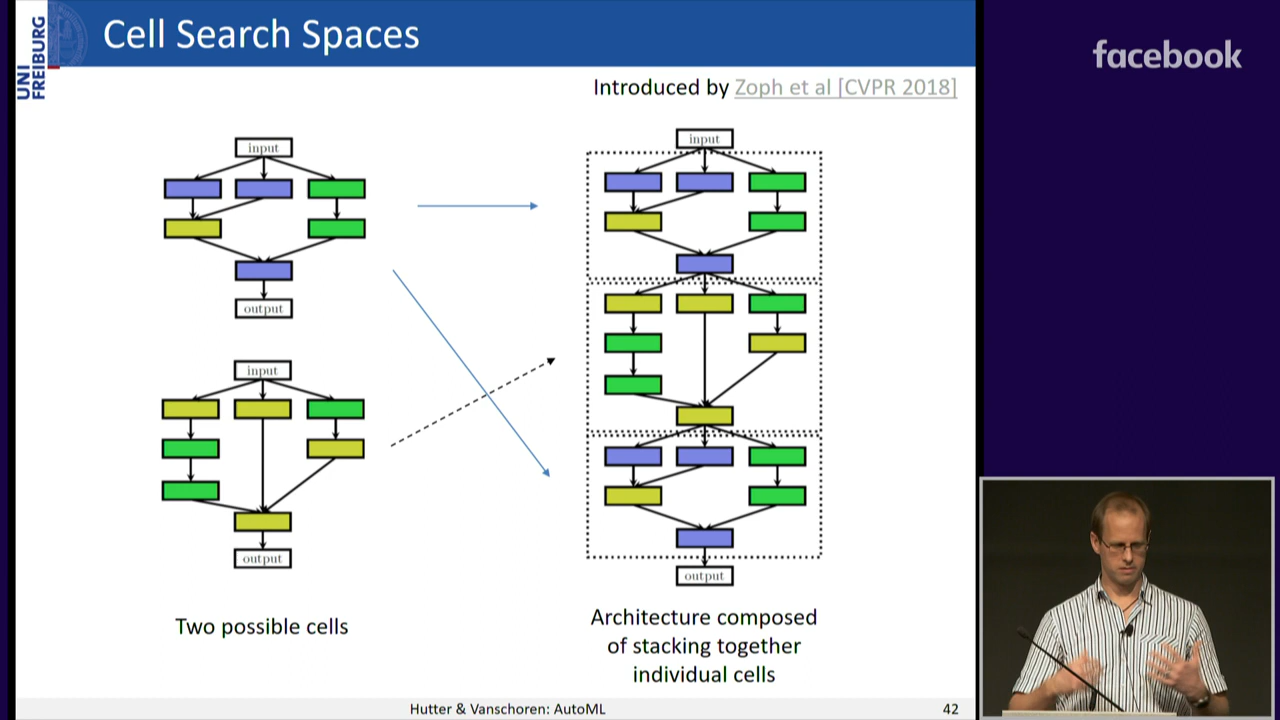 UNI
FREIBURG
Cell Search Spaces
facebook
Introduced by Zoph et al [CVPR 2018]
input
output
input
output
Two possible cells
input
output
Architecture composed
of stacking together
individual cells
Hutter & Vanschoren: AutoML
42